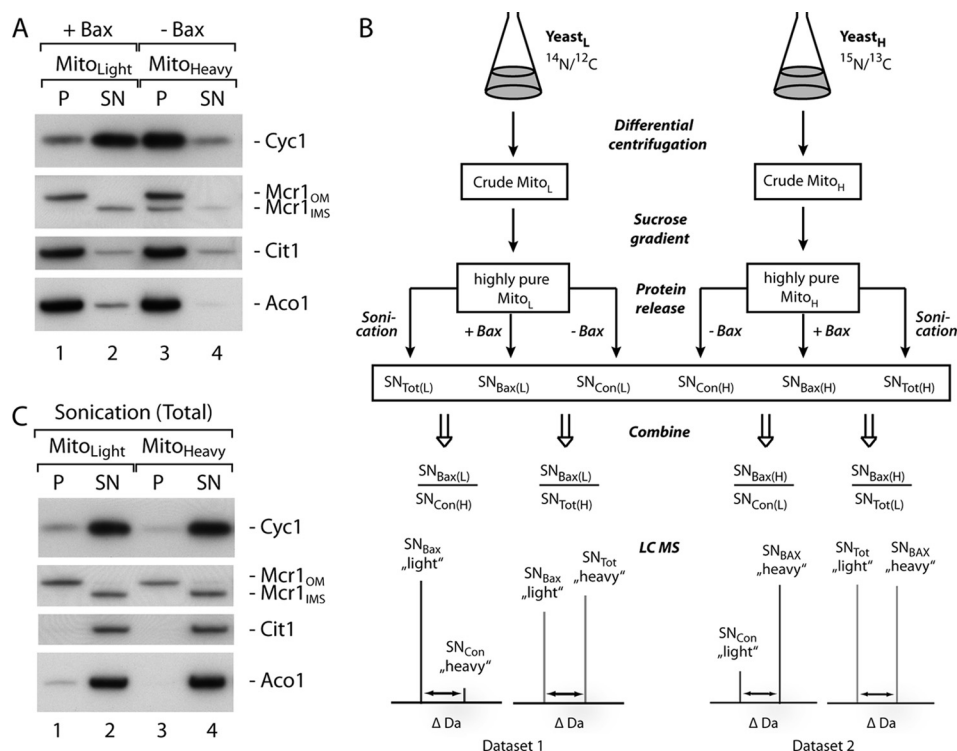 A
+ Bax - Bax
MitoLight MitoHeavy
P SN P SN
- Cyc1
- Mcr1OM
- Mcr1IMS
- Cit1
- Aco1
1 2 3 4
B
YeastL YeastH
14N/12C 15N/13C
Differential
centrifugation
Crude MitoL Crude MitoH
Sucrose
gradient
highly pure highly pure
MitoL MitoH
Protein
release
Soni-
cation
+ Bax - Bax - Bax + Bax
Soni-
cation
SNTot(L) SNBax(L) SNCon(L) SNCon(H) SNBax(H) SNTot(H)
Combine
SNBax(L) SNBax(L) SNBax(H) SNBax(H)
SNCon(H) SNTot(H) SNCon(L) SNTot(L)
LC MS
SNBax
„light“
SNCon
„heavy“
Δ Da
SNBax
„light“
SNTot
„heavy“
Δ Da
Dataset 1
SNCon
„light“
SNBAX
„heavy“
Δ Da
SNTot
„light“
SNBAX
„heavy“
Δ Da
Dataset 2
C
Sonication (Total)
MitoLight MitoHeavy
P SN P SN
- Cyc1
- Mcr1OM
- Mcr1IMS
- Cit1
- Aco1
1 2 3 4